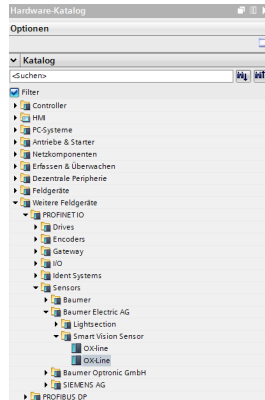 Hardware-Katalog
Optionen
Katalog
<Suchen>
Filter
Controller
HMI
PC-Systeme
Antriebe & Starter
Netzkomponenten
Erfassen & Überwachen
Dezentrale Peripherie
Feldgeräte
Weitere Feldgeräte
PROFINET IO
Drives
Encoders
Gateway
I/O
Ident Systems
Sensors
Baumer
Baumer Electric AG
Lightsection
Smart Vision Sensor
OX-line
OX-Line
Baumer Optronic GmbH
SIEMENS AG
PROFIBUS DP